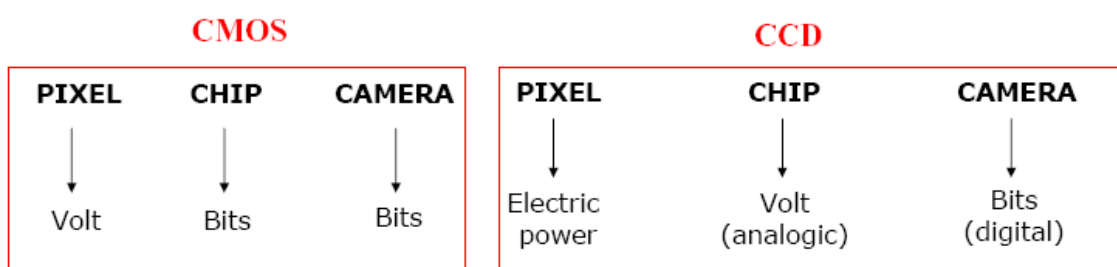 CMOS
PIXEL CHIP CAMERA
Volt Bits Bits
CCD
PIXEL CHIP CAMERA
Electric Volt Bits
power (analogic) (digital)